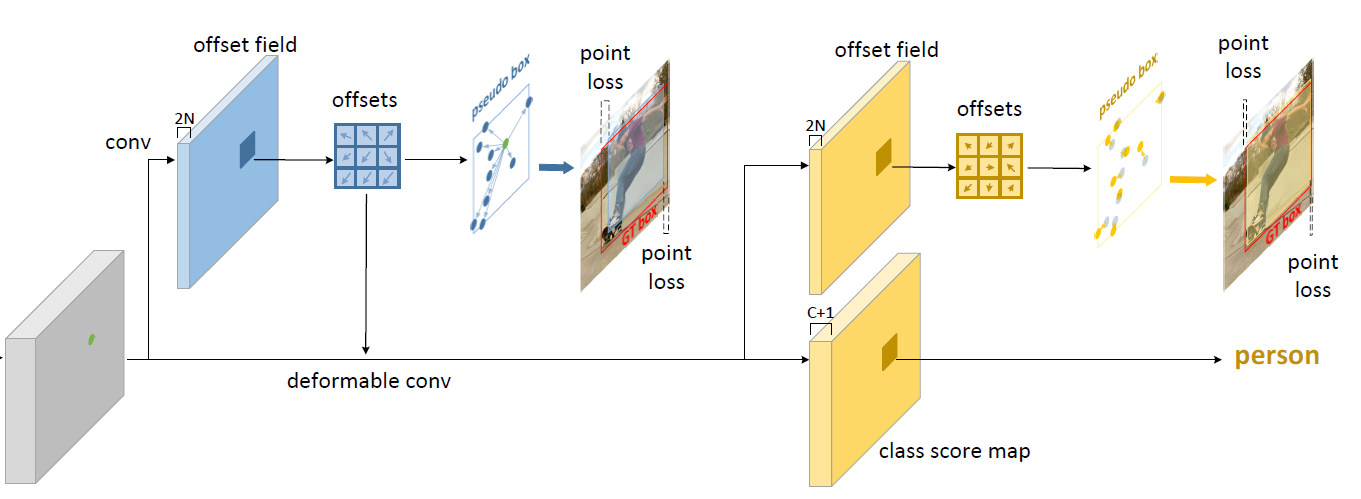 offset field
2N
conv
offsets
pseudo box
point
loss
GT box
point
loss
deformable conv
offset field
2N
offsets
pseudo box
point
loss
GT box
point
loss
C+1
person
class score map